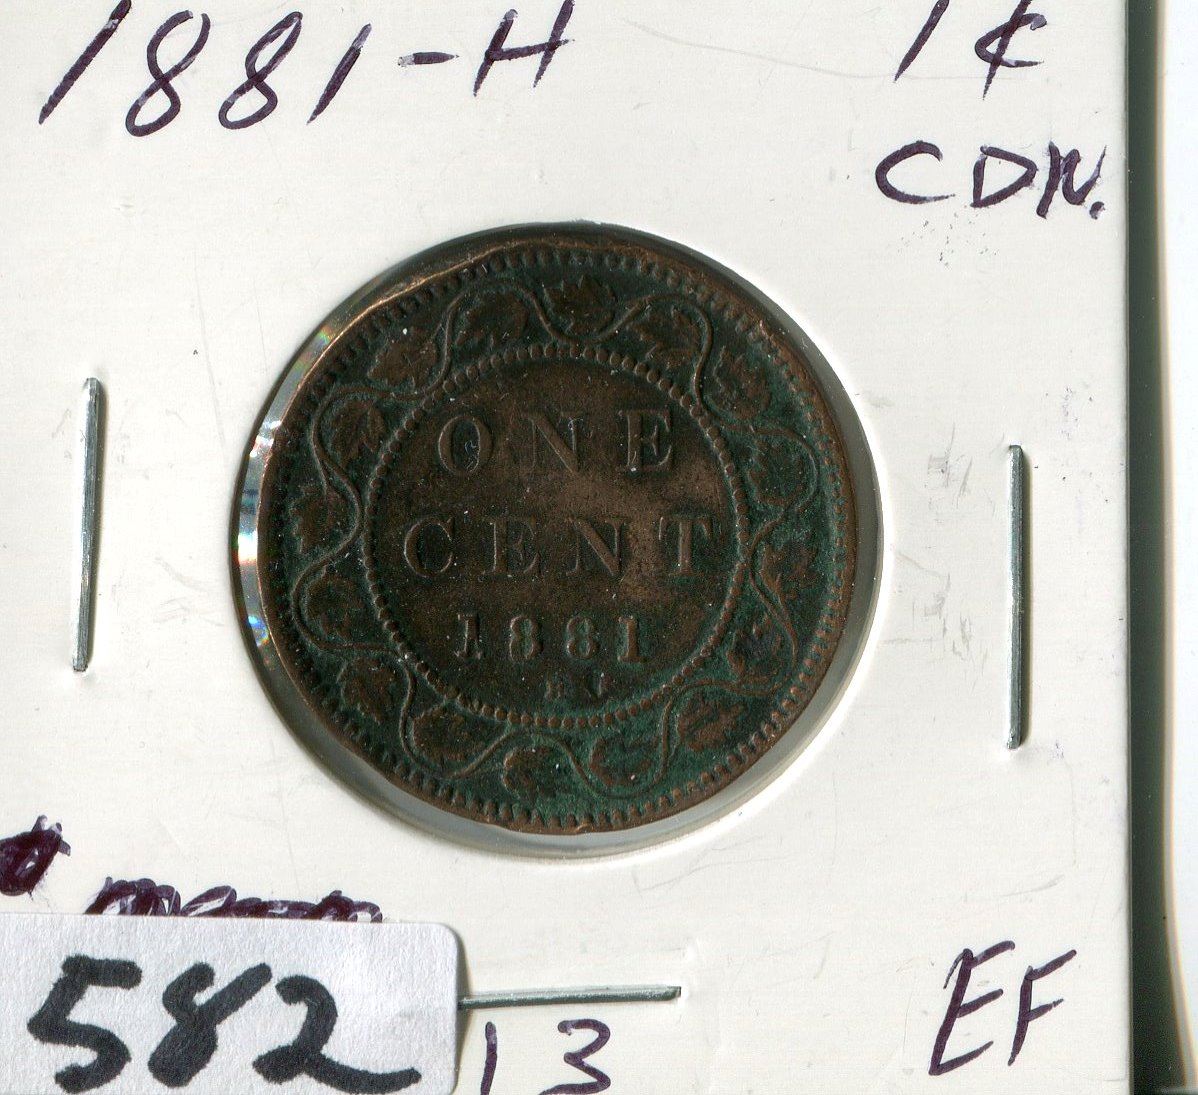 1881-H 1¢
CDN.
ONE
CENT
1881
H
582
13 EF